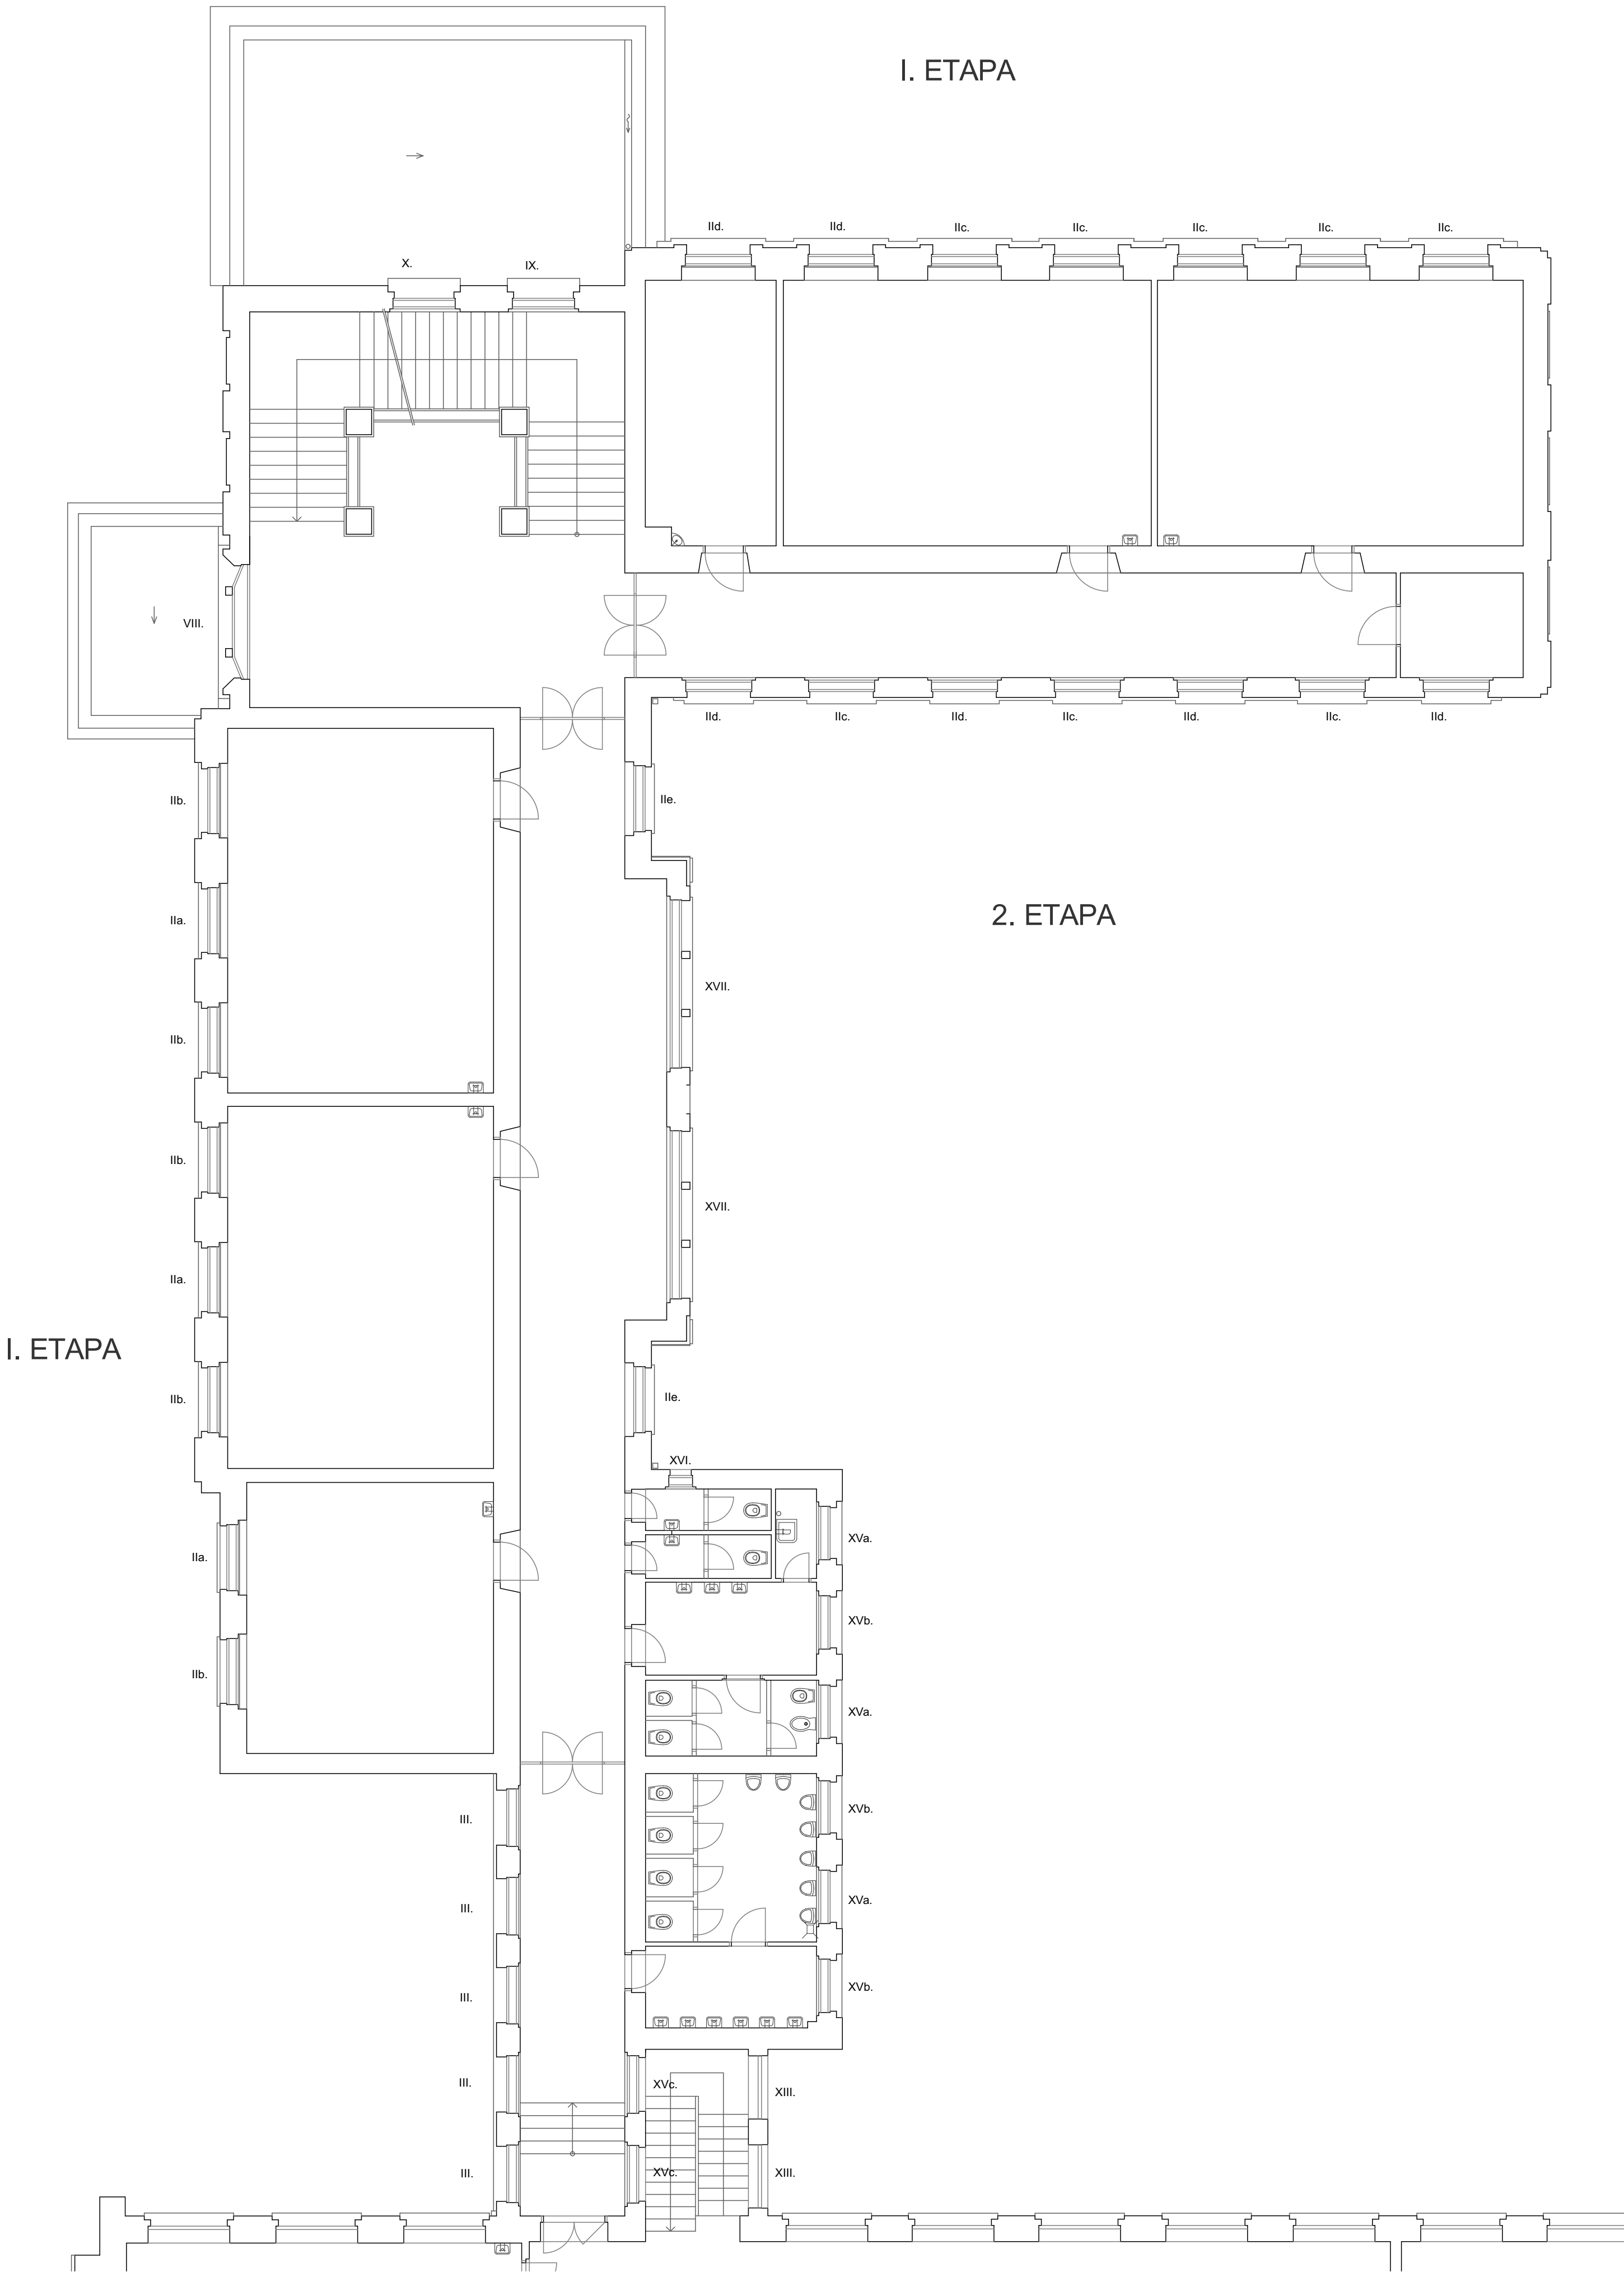 I. ETAPA
IId.
IId.
IIc.
IIc.
IIc.
IIc.
IIc.
X.
IX.
VIII.
IId.
IIc.
IId.
IIc.
IId.
IIc.
IId.
IIb.
IIe.
IIa.
2. ETAPA
XVII.
IIb.
IIb.
XVII.
IIa.
I. ETAPA
IIb.
IIe.
XVI.
XVa.
IIa.
XVb.
IIb.
XVa.
XVb.
III.
XVa.
III.
XVb.
III.
III.
XVc.
XIII.
III.
XVc.
XIII.